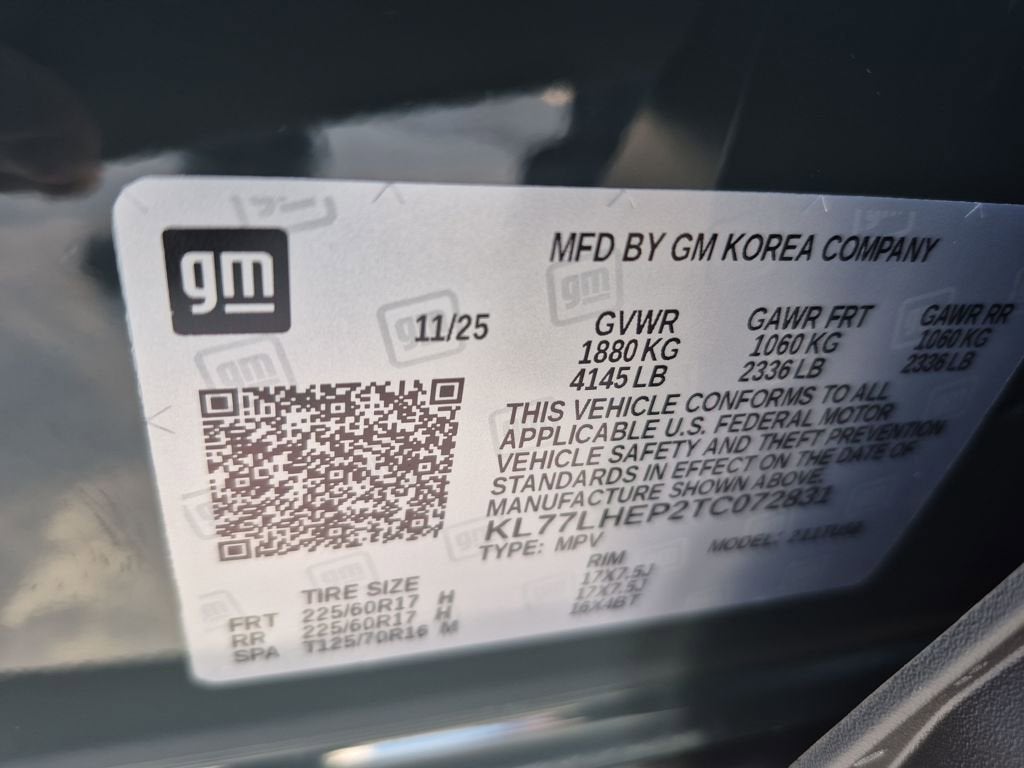 gm
MFD BY GM KOREA COMPANY
11/25
GVWR GAWR FRT GAWR RR
1880 KG 1060 KG 1060 KG
4145 LB 2336 LB 2336 LB
THIS VEHICLE CONFORMS TO ALL
APPLICABLE U.S. FEDERAL MOTOR
VEHICLE SAFETY AND THEFT PREVENTION
STANDARDS IN EFFECT ON THE DATE OF
MANUFACTURE SHOWN ABOVE.
KL77LHEP2TC072831
TYPE: MPV MODEL:
TIRE SIZE RIM
FRT 225/60R17 H 17X7.5J
RR 225/60R17 H 17X7.5J
SPA T125/70R16 M 16X4BT